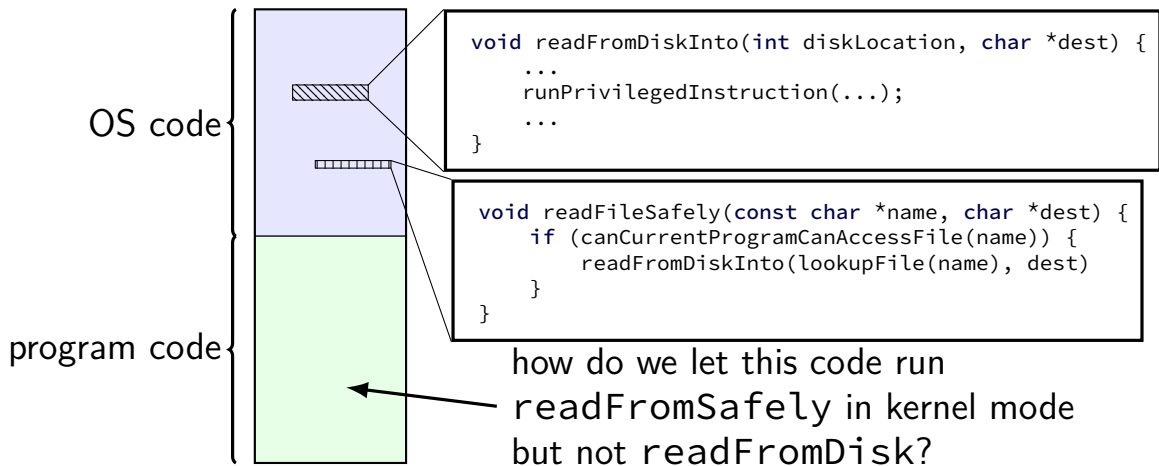 OS code
program code
void readFromDiskInto(int diskLocation, char *dest) {
...
runPrivilegedInstruction(...);
...
}
void readFileSafely(const char *name, char *dest) {
if (canCurrentProgramCanAccessFile(name)) {
readFromDiskInto(lookupFile(name), dest)
}
}
how do we let this code run
readFromSafely in kernel mode
but not readFromDisk?